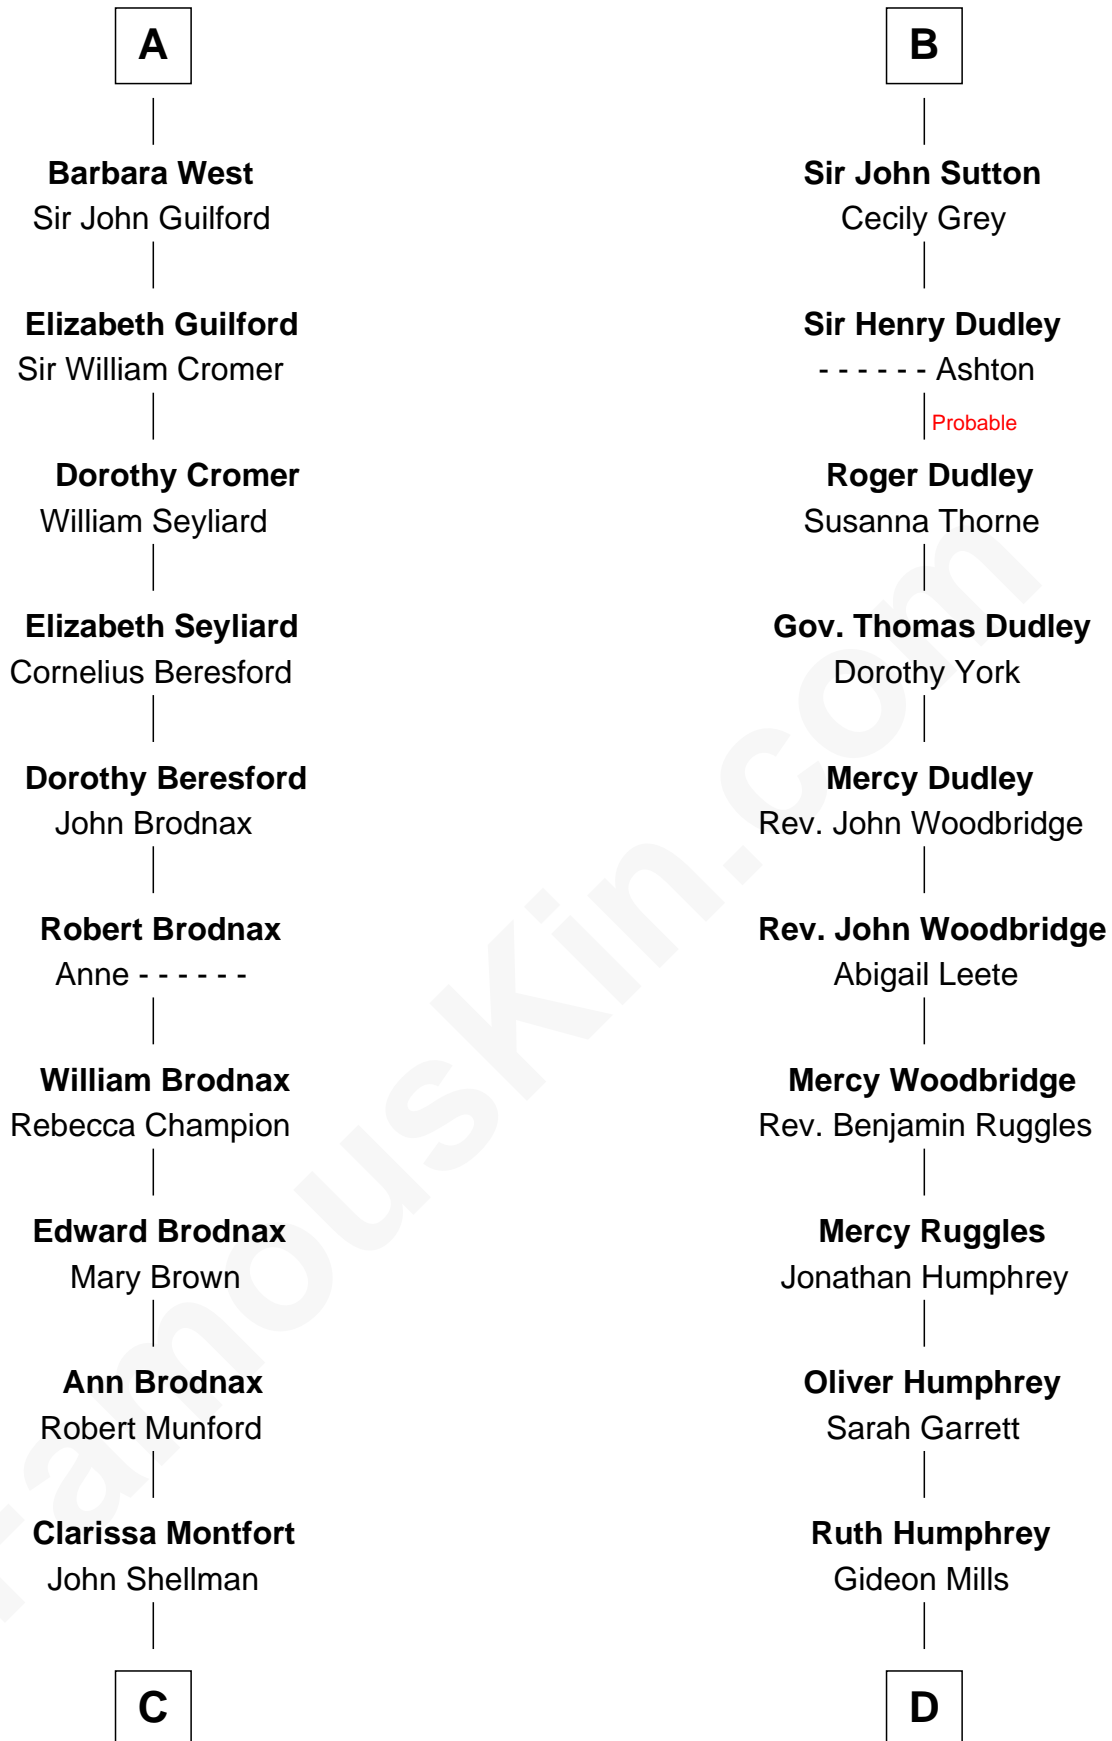 A
Barbara West
Sir John Guilford
Elizabeth Guilford
Sir William Cromer
Dorothy Cromer
William Seyliard
Elizabeth Seyliard
Cornelius Beresford
Dorothy Beresford
John Brodnax
Robert Brodnax
Anne - - - - - -
William Brodnax
Rebecca Champion
Edward Brodnax
Mary Brown
Ann Brodnax
Robert Munford
Clarissa Montfort
John Shellman
C
B
Sir John Sutton
Cecily Grey
Sir Henry Dudley
- - - - - - Ashton
Probable
Roger Dudley
Susanna Thorne
Gov. Thomas Dudley
Dorothy York
Mercy Dudley
Rev. John Woodbridge
Rev. John Woodbridge
Abigail Leete
Mercy Woodbridge
Rev. Benjamin Ruggles
Mercy Ruggles
Jonathan Humphrey
Oliver Humphrey
Sarah Garrett
Ruth Humphrey
Gideon Mills
D
FamousKin.com